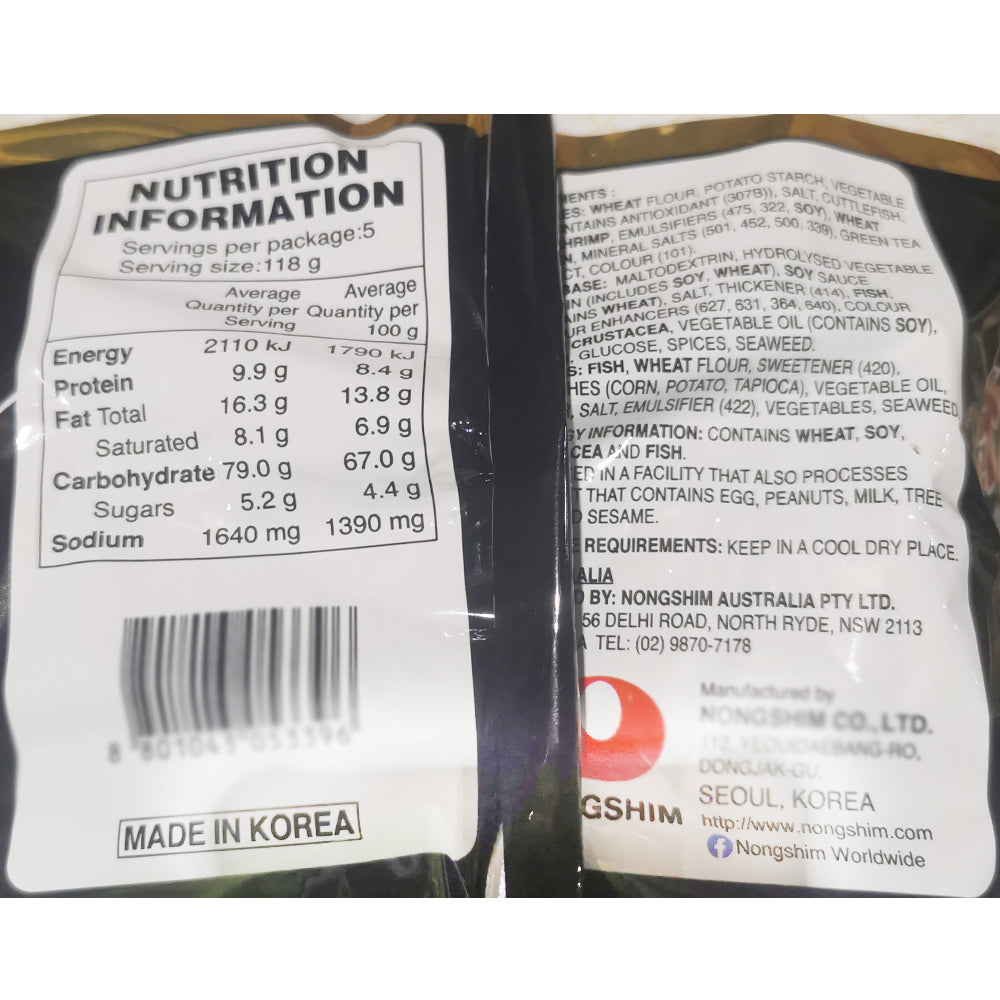 NUTRITION
INFORMATION
Servings per package:5
Serving size:118 g
Average Quantity per Serving
Average Quantity per 100 g
Energy 2110 kJ 1790 kJ
Protein 9.9 g 8.4 g
Fat Total 16.3 g 13.8 g
Saturated 8.1 g 6.9 g
Carbohydrate 79.0 g 67.0 g
Sugars 5.2 g 4.4 g
Sodium 1640 mg 1390 mg
8 801043 053396
MADE IN KOREA
IENTS :
ES: WHEAT FLOUR, POTATO STARCH, VEGETABLE
NTAINS ANTIOXIDANT (307B)), SALT, CUTTLEFISH.
HRIMP, EMULSIFIERS (475, 322, SOY), WHEAT
N, MINERAL SALTS (501, 452, 500, 339), GREEN TEA
CT, COLOUR (101).
BASE: MALTODEXTRIN, HYDROLYSED VEGETABLE
IN (INCLUDES SOY, WHEAT), SOY SAUCE
AINS WHEAT), SALT, THICKENER (414), FISH,
UR ENHANCERS (627, 631, 364, 640), COLOUR
CRUSTACEA, VEGETABLE OIL (CONTAINS SOY),
GLUCOSE, SPICES, SEAWEED.
S: FISH, WHEAT FLOUR, SWEETENER (420),
HES (CORN, POTATO, TAPIOCA), VEGETABLE OIL,
, SALT, EMULSIFIER (422), VEGETABLES, SEAWEED
GY INFORMATION: CONTAINS WHEAT, SOY,
CEA AND FISH.
ED IN A FACILITY THAT ALSO PROCESSES
T THAT CONTAINS EGG, PEANUTS, MILK, TREE
D SESAME.
E REQUIREMENTS: KEEP IN A COOL DRY PLACE.
ALIA
D BY: NONGSHIM AUSTRALIA PTY LTD.
56 DELHI ROAD, NORTH RYDE, NSW 2113
A TEL: (02) 9870-7178
Manufactured by
NONGSHIM CO.,LTD.
112, YEOUIDAEBANG-RO,
DONGJAK-GU,
SEOUL, KOREA
http://www.nongshim.com
Nongshim Worldwide
GSHIM